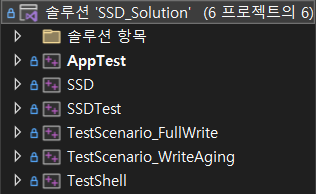 솔루션 'SSD_Solution' (6 프로젝트의 6)
솔루션 항목
AppTest
SSD
SSDTest
TestScenario_FullWrite
TestScenario_WriteAging
TestShell